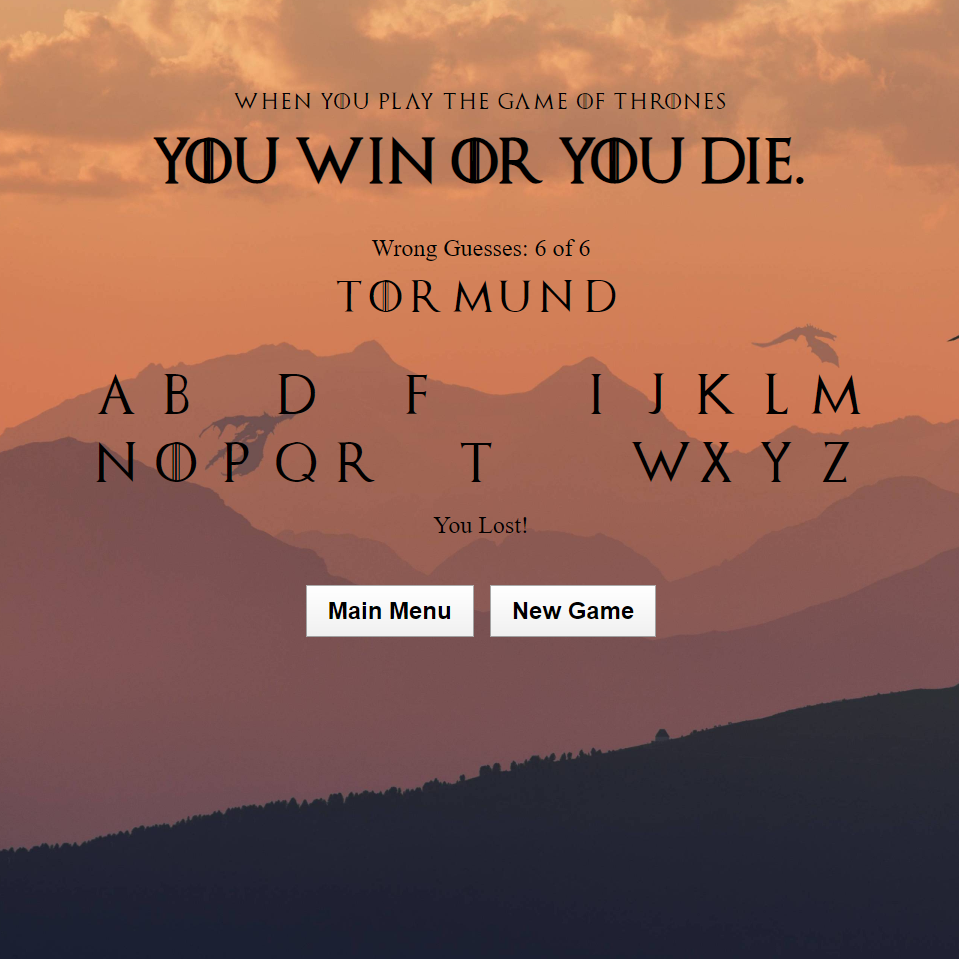 WHEN YOU PLAY THE GAME OF THRONES
YOU WIN OR YOU DIE.
Wrong Guesses: 6 of 6
TORMUND
A B D F I J K L M
N O P Q R T W X Y Z
You Lost!
Main Menu New Game